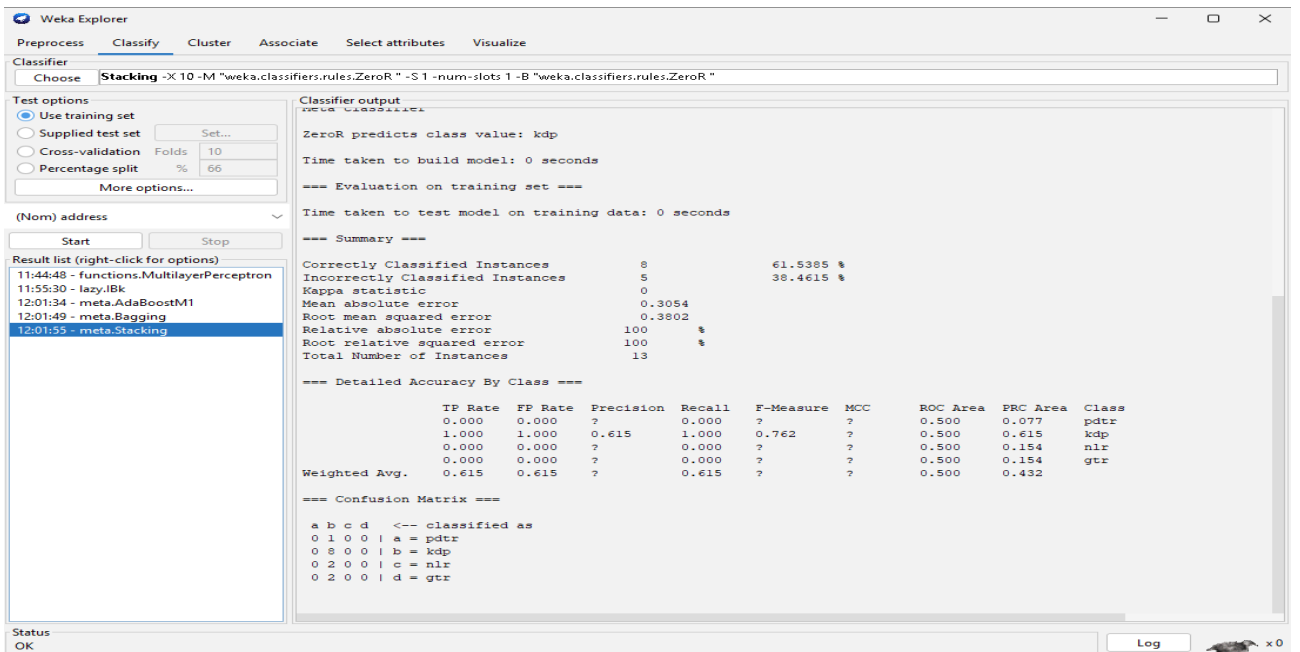 Weka Explorer
Preprocess Classify Cluster Associate Select attributes Visualize
Classifier
Choose Stacking -X 10 -M "weka.classifiers.rules.ZeroR " -S 1 -num-slots 1 -B "weka.classifiers.rules.ZeroR "
Test options
Use training set
Supplied test set Set...
Cross-validation Folds 10
Percentage split % 66
More options...
(Nom) address
Start Stop
Result list (right-click for options)
11:44:48 - functions.MultilayerPerceptron
11:55:30 - lazy.IBk
12:01:34 - meta.AdaBoostM1
12:01:49 - meta.Bagging
12:01:55 - meta.Stacking
Classifier output
Meta classifier
ZeroR predicts class value: kdp
Time taken to build model: 0 seconds
=== Evaluation on training set ===
Time taken to test model on training data: 0 seconds
=== Summary ===
Correctly Classified Instances 8 61.5385 %
Incorrectly Classified Instances 5 38.4615 %
Kappa statistic 0
Mean absolute error 0.3054
Root mean squared error 0.3802
Relative absolute error 100 %
Root relative squared error 100 %
Total Number of Instances 13
=== Detailed Accuracy By Class ===
TP Rate FP Rate Precision Recall F-Measure MCC ROC Area PRC Area Class
0.000 0.000 ? 0.000 ? ? 0.500 0.077 pdtr
1.000 1.000 0.615 1.000 0.762 ? 0.500 0.615 kdp
0.000 0.000 ? 0.000 ? ? 0.500 0.154 nlr
0.000 0.000 ? 0.000 ? ? 0.500 0.154 gtr
Weighted Avg. 0.615 0.615 ? 0.615 ? ? 0.500 0.432
=== Confusion Matrix ===
a b c d <-- classified as
0 1 0 0 | a = pdtr
0 8 0 0 | b = kdp
0 2 0 0 | c = nlr
0 2 0 0 | d = gtr
Status
OK
Log x 0